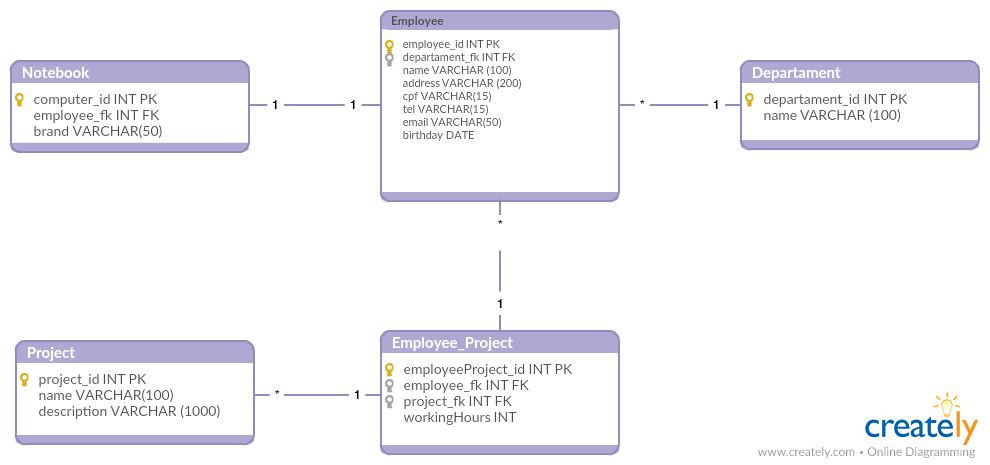 Employee
employee_id INT PK
departament_fk INT FK
name VARCHAR (100)
address VARCHAR (200)
cpf VARCHAR(15)
tel VARCHAR(15)
email VARCHAR(50)
birthday DATE
Notebook
computer_id INT PK
employee_fk INT FK
brand VARCHAR(50)
1
1
*
1
Departament
departament_id INT PK
name VARCHAR (100)
*
1
Project
project_id INT PK
name VARCHAR(100)
description VARCHAR (1000)
*
1
Employee_Project
employeeProject_id INT PK
employee_fk INT FK
project_fk INT FK
workingHours INT
creately
www.creately.com • Online Diagramming